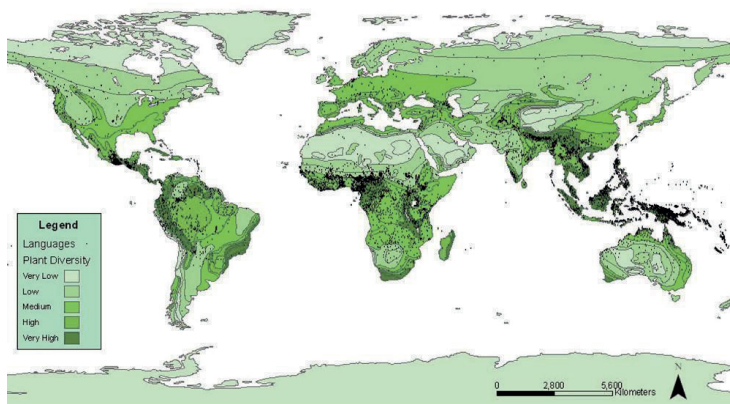 Legend
Languages
Plant Diversity
Very Low
Low
Medium
High
Very High
N
0 2,800 5,600
Kilometers